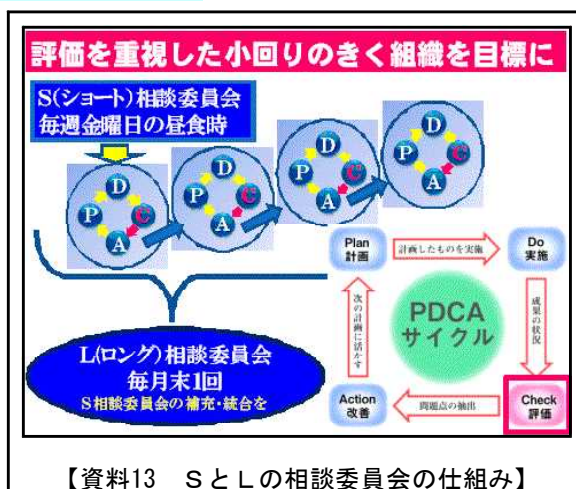 評価を重視した小回りのきく組織を目標に
S(ショート)相談委員会
毎週金曜日の昼食時
D
P
C
A
D
P
C
A
D
P
C
A
D
P
C
A
Plan
計画
計画したものを実施
Do
実施
次の計画に活かす
PDCA
サイクル
成果の状況
Action
改善
問題点の抽出
Check
評価
L(ロング)相談委員会
毎月末1回
S相談委員会の補充・統合を
【資料13 SとLの相談委員会の仕組み】